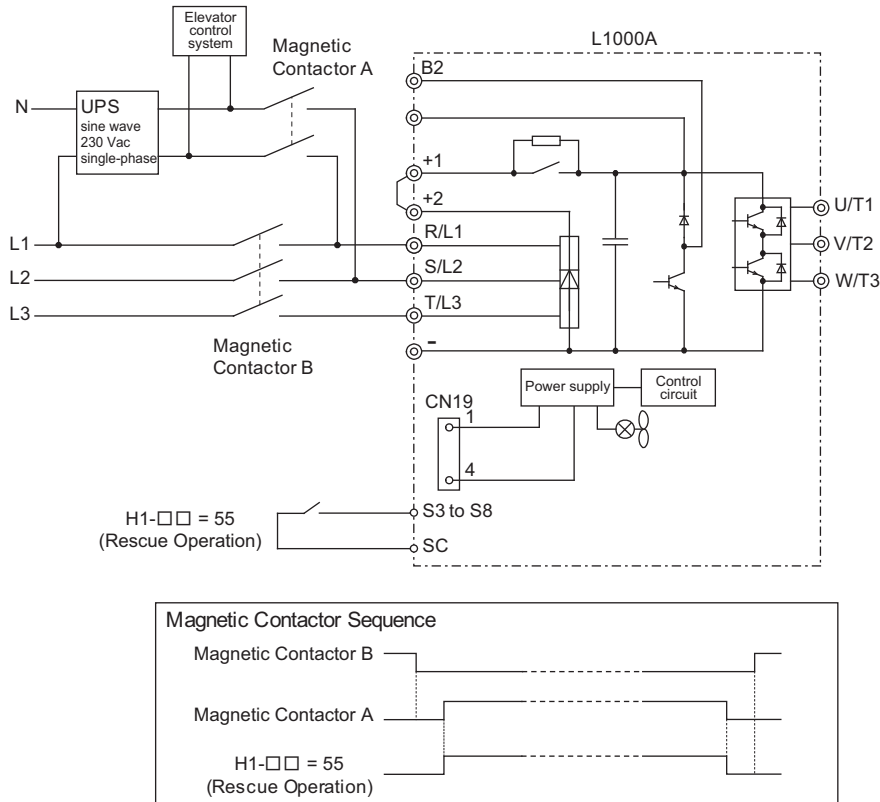 Elevator
control
system
Magnetic
Contactor A
L1000A
B2
N
UPS
sine wave
230 Vac
single-phase
+1
+2
U/T1
L1
R/L1
V/T2
L2
S/L2
W/T3
L3
T/L3
Magnetic
Contactor B
-
Power supply
Control
circuit
CN19
1
4
H1-□□ = 55
(Rescue Operation)
S3 to S8
SC
Magnetic Contactor Sequence
Magnetic Contactor B
Magnetic Contactor A
H1-□□ = 55
(Rescue Operation)